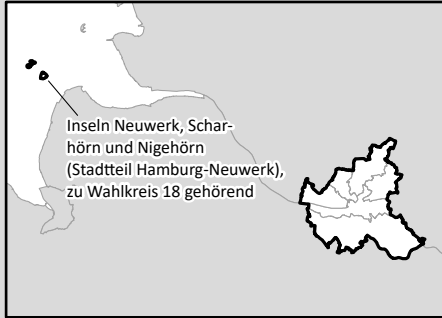 Inseln Neuwerk, Schar-
hörn und Nigehörn
(Stadtteil Hamburg-Neuwerk),
zu Wahlkreis 18 gehörend